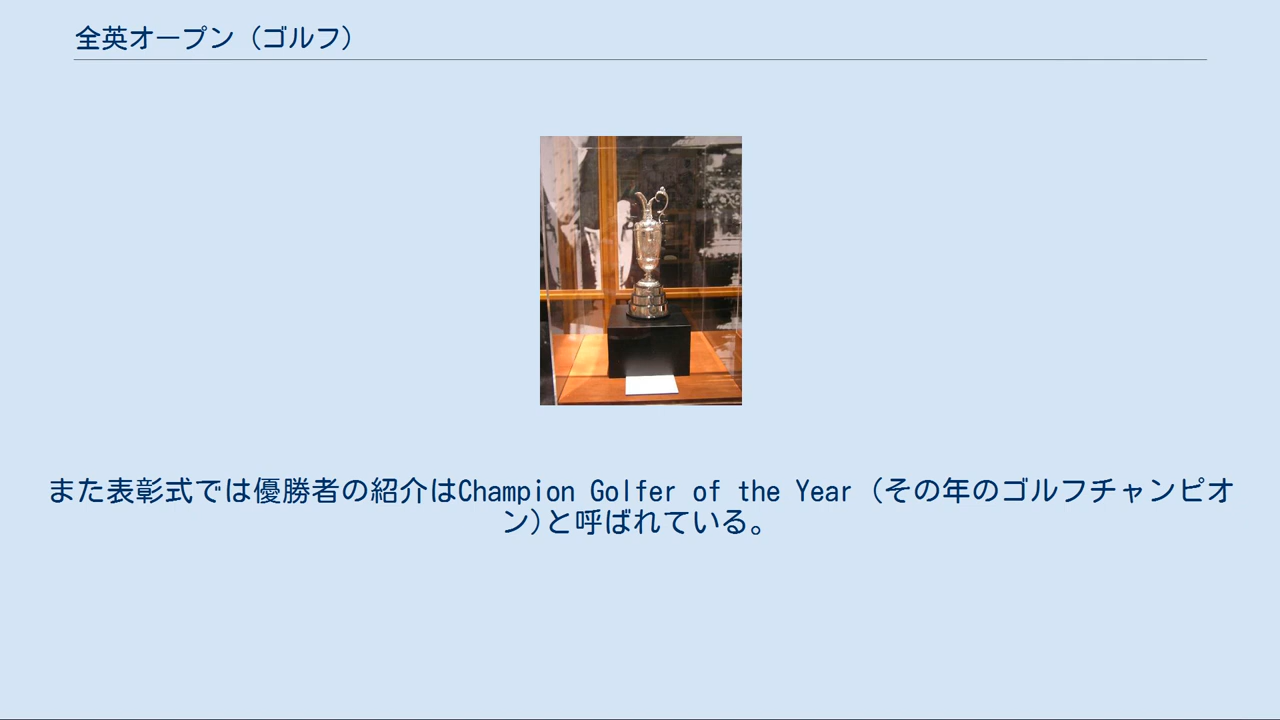 全英オープン（ゴルフ）
また表彰式では優勝者の紹介はChampion Golfer of the Year（その年のゴルフチャンピオ
ン）と呼ばれている。